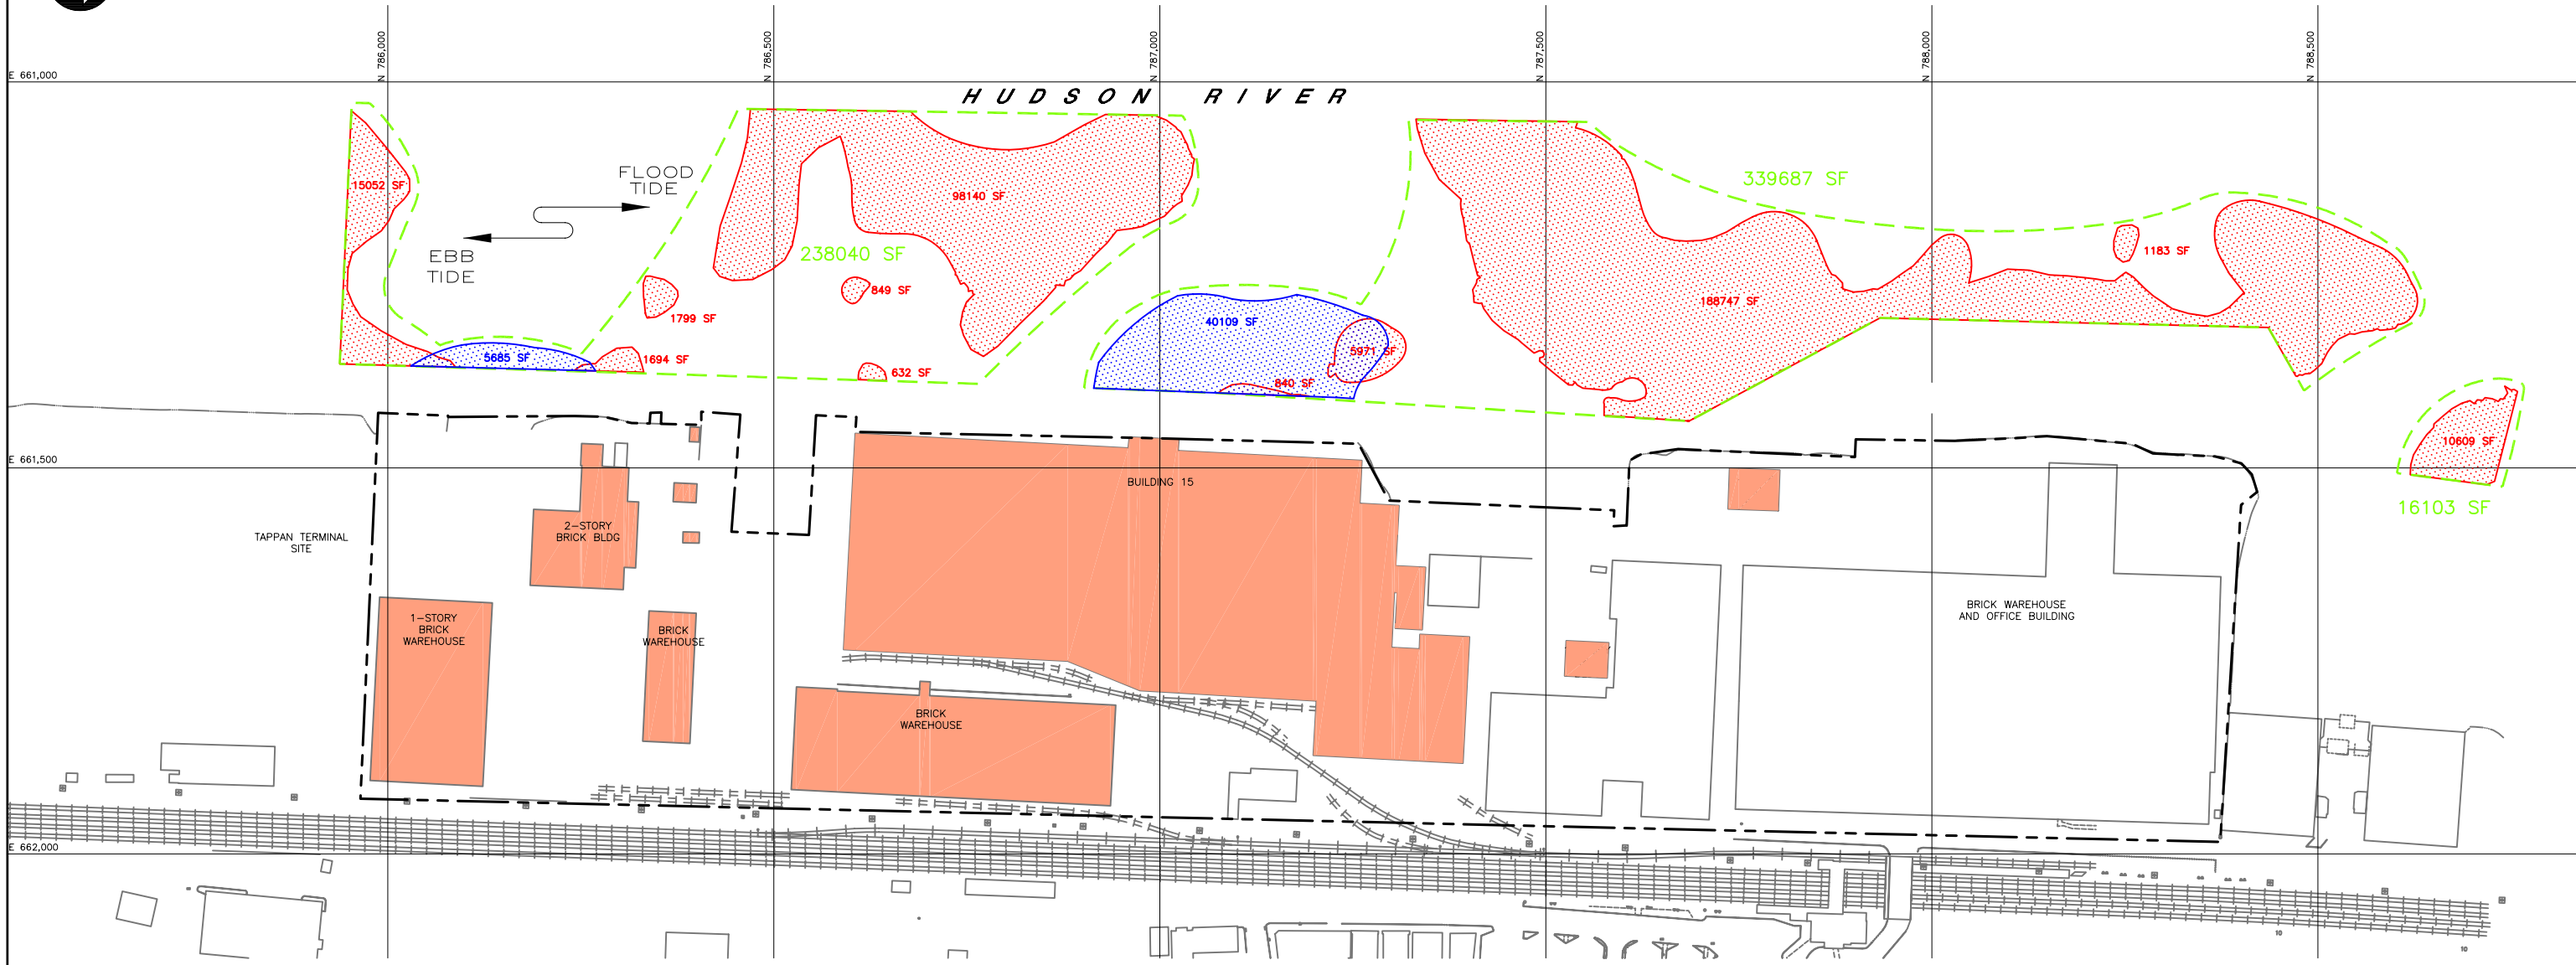 N 786,000
N 786,500
N 787,000
N 787,500
N 788,000
N 788,500
E 661,000
HUDSON RIVER
FLOOD
TIDE
339687 SF
15052 SF
98140 SF
238040 SF
EBB
TIDE
1183 SF
849 SF
188747 SF
1799 SF
40109 SF
5971 SF
5685 SF
1694 SF
632 SF
840 SF
10609 SF
E 661,500
BUILDING 15
16103 SF
2-STORY
BRICK BLDG
TAPPAN TERMINAL
SITE
1-STORY
BRICK
WAREHOUSE
BRICK
WAREHOUSE
BRICK WAREHOUSE
AND OFFICE BUILDING
BRICK
WAREHOUSE
E 662,000
10
10